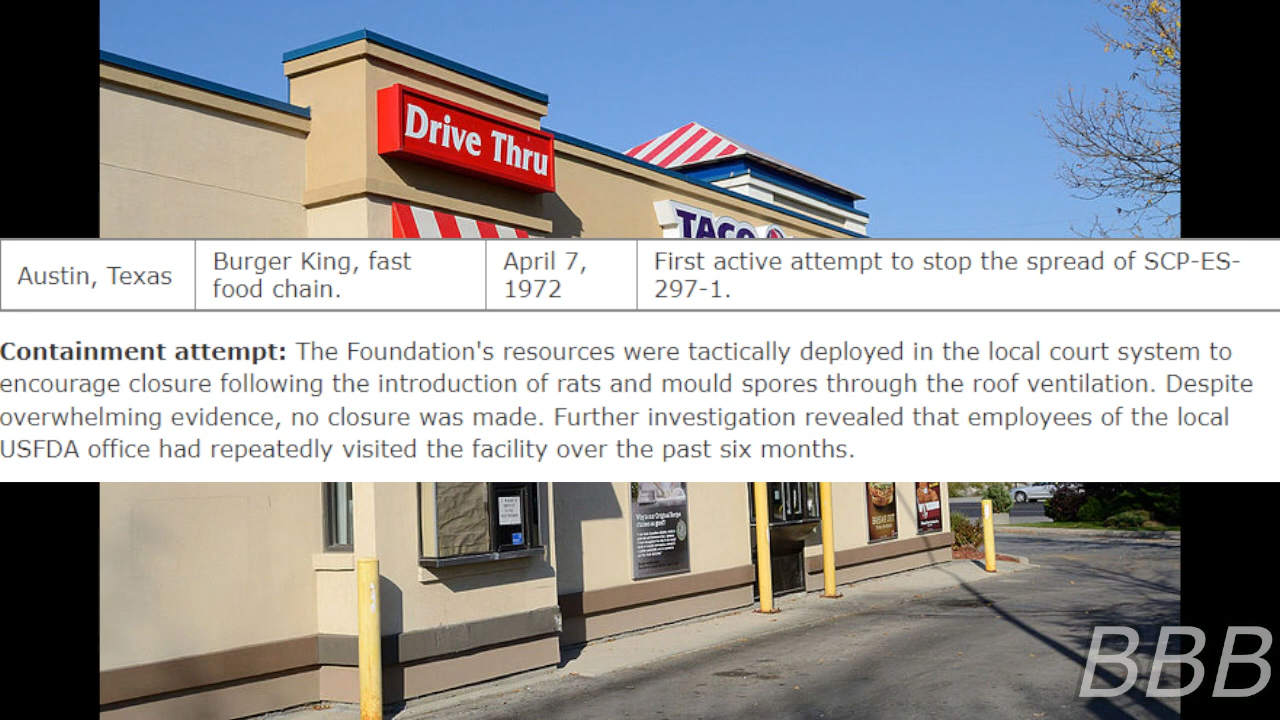 Drive Thru
TACO
Austin, Texas
Burger King, fast
food chain.
April 7,
1972
First active attempt to stop the spread of SCP-ES-
297-1.
Containment attempt: The Foundation's resources were tactically deployed in the local court system to
encourage closure following the introduction of rats and mould spores through the roof ventilation. Despite
overwhelming evidence, no closure was made. Further investigation revealed that employees of the local
USFDA office had repeatedly visited the facility over the past six months.
BBB